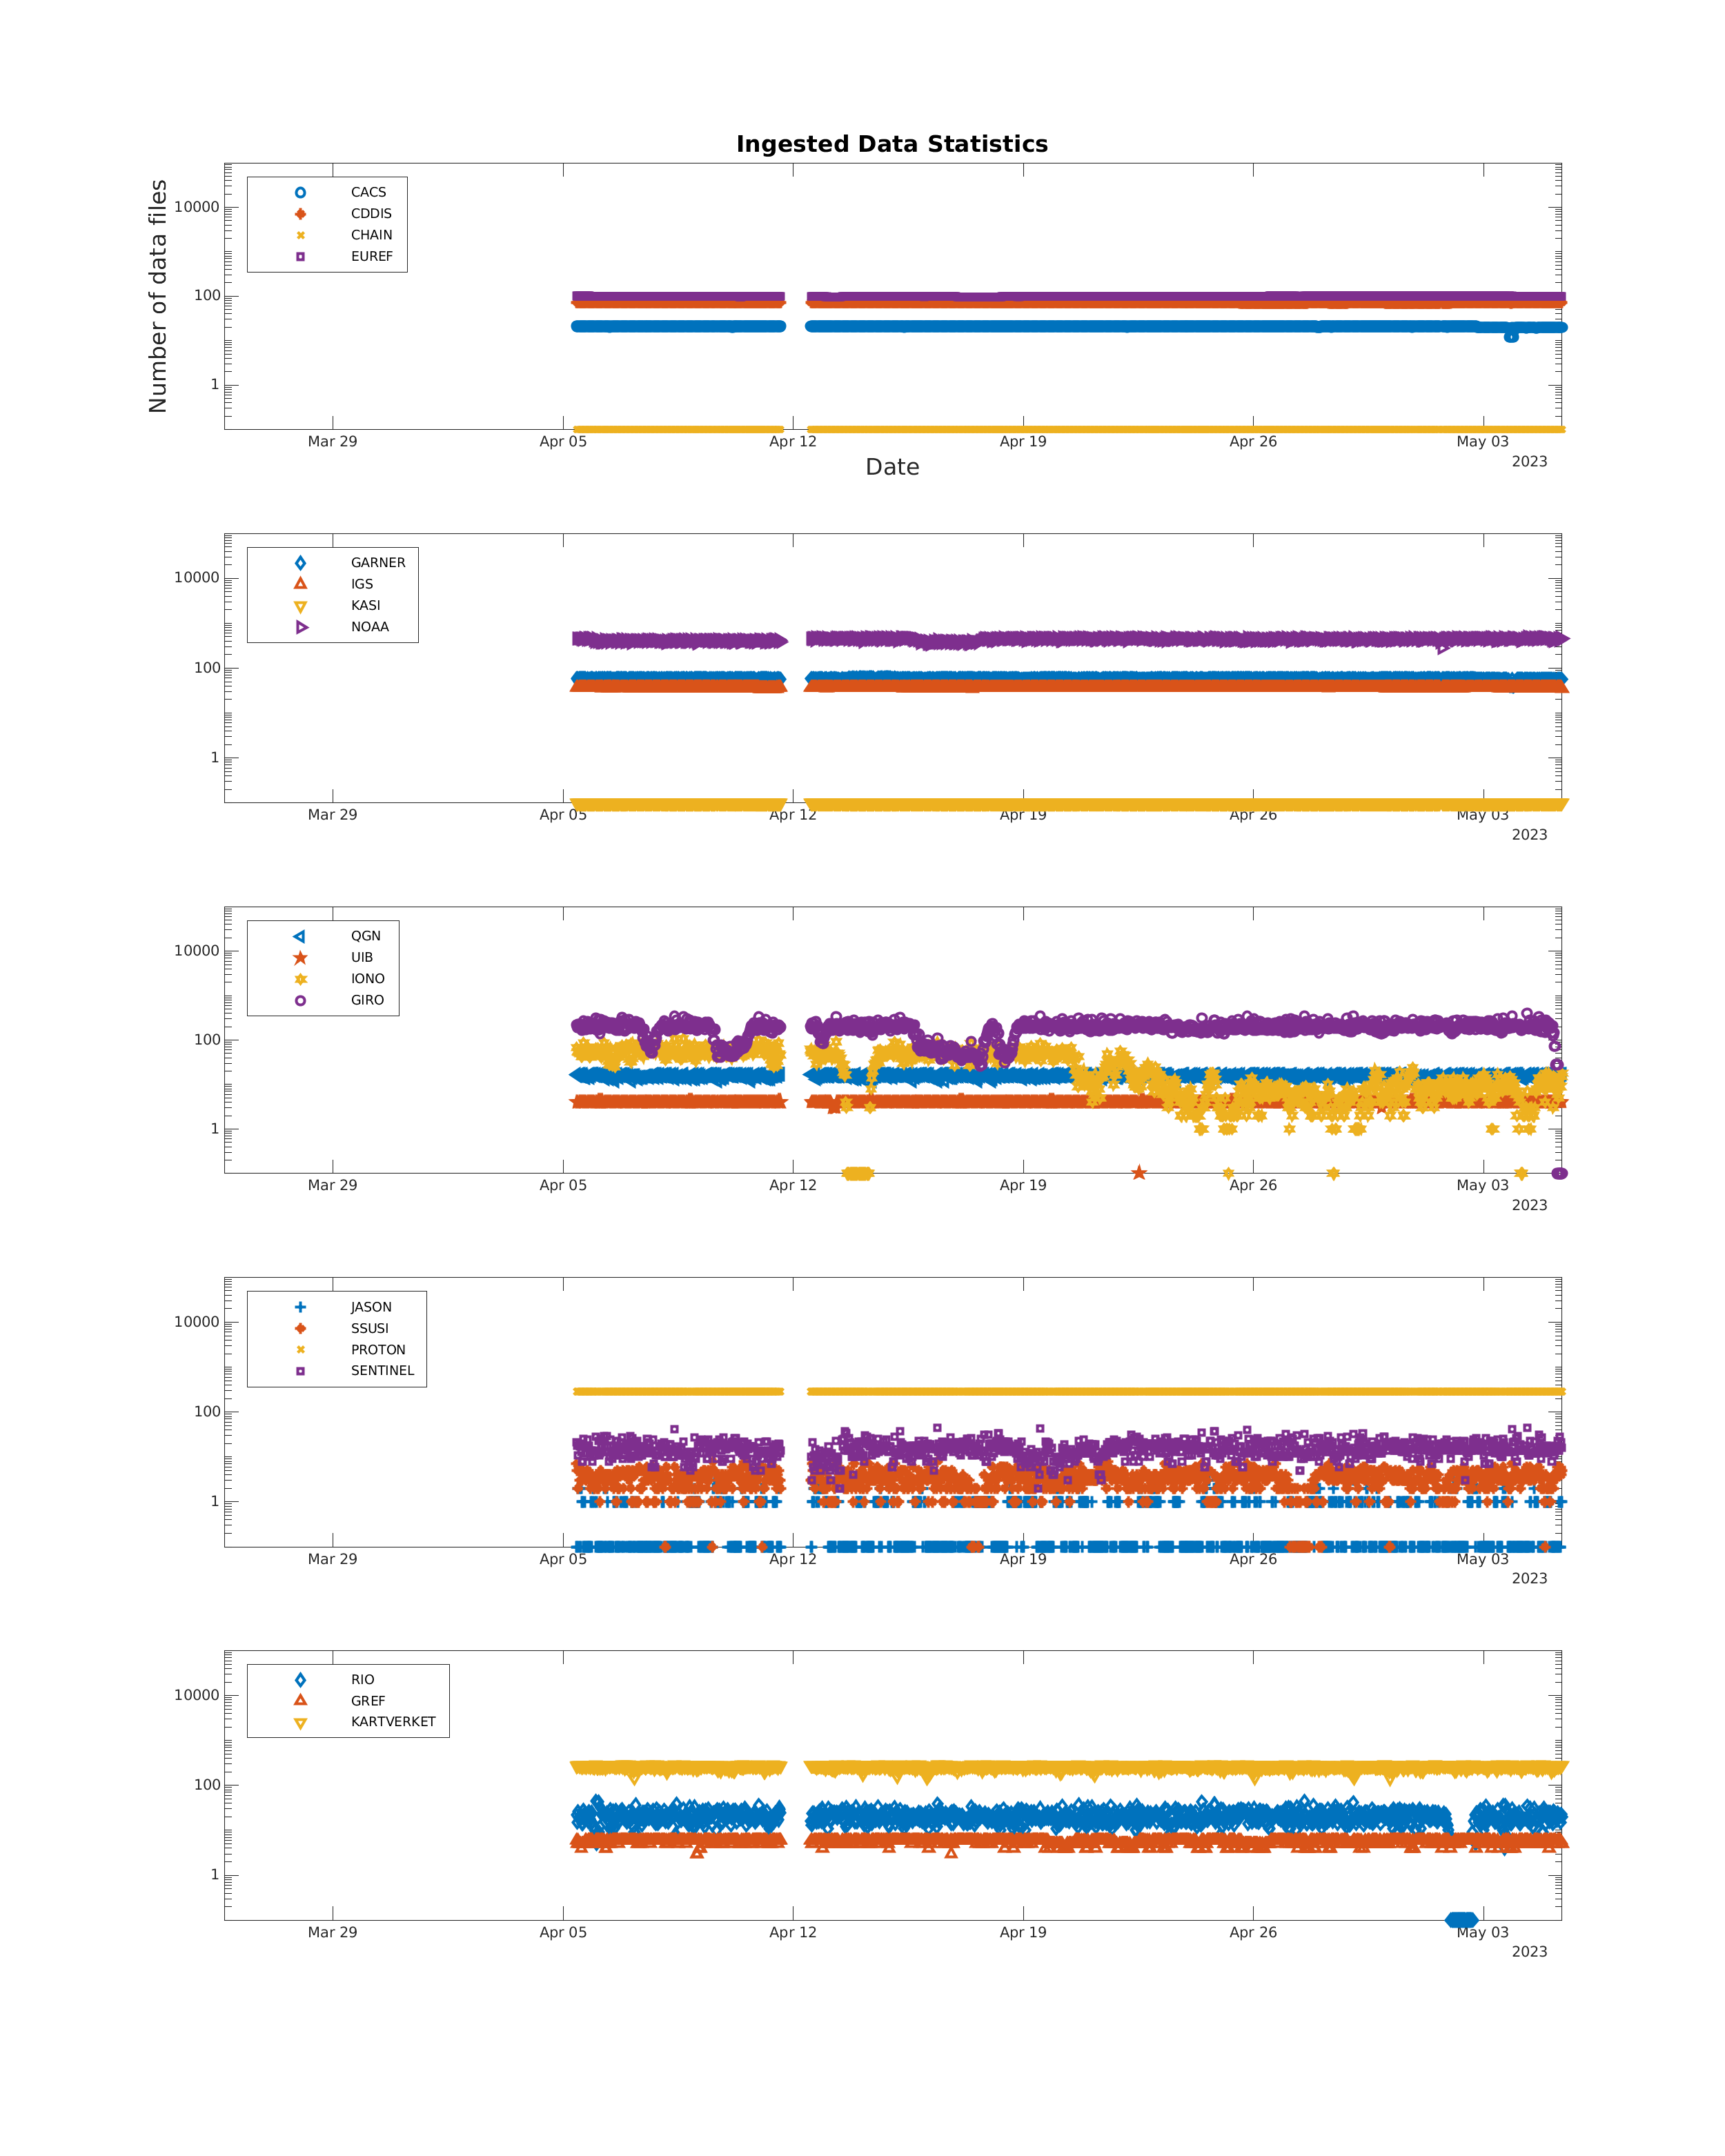 Ingested Data Statistics
Number of data files
CACS
CDDIS
CHAIN
EUREF
10000
100
1
Mar 29 Apr 05 Apr 12 Apr 19 Apr 26 May 03
2023
Date
GARNER
IGS
KASI
NOAA
10000
100
1
Mar 29 Apr 05 Apr 12 Apr 19 Apr 26 May 03
2023
QGN
UIB
IONO
GIRO
10000
100
1
Mar 29 Apr 05 Apr 12 Apr 19 Apr 26 May 03
2023
JASON
SSUSI
PROTON
SENTINEL
10000
100
1
Mar 29 Apr 05 Apr 12 Apr 19 Apr 26 May 03
2023
RIO
GREF
KARTVERKET
10000
100
1
Mar 29 Apr 05 Apr 12 Apr 19 Apr 26 May 03
2023